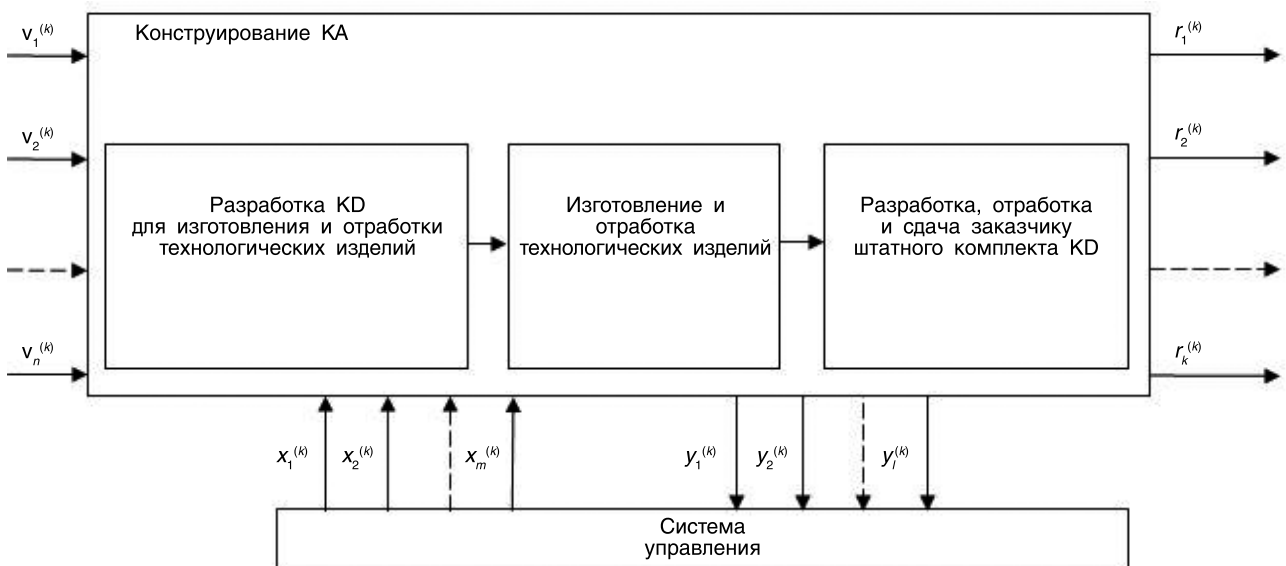 v₁⁽ᵏ⁾
Конструирование КА
r₁⁽ᵏ⁾
v₂⁽ᵏ⁾
r₂⁽ᵏ⁾
Разработка KD
для изготовления и отработки
технологических изделий
Изготовление и
отработка
технологических изделий
Разработка, отработка
и сдача заказчику
штатного комплекта KD
vₙ⁽ᵏ⁾
rₖ⁽ᵏ⁾
x₁⁽ᵏ⁾ x₂⁽ᵏ⁾ xₘ⁽ᵏ⁾ y₁⁽ᵏ⁾ y₂⁽ᵏ⁾ yₗ⁽ᵏ⁾
Система
управления